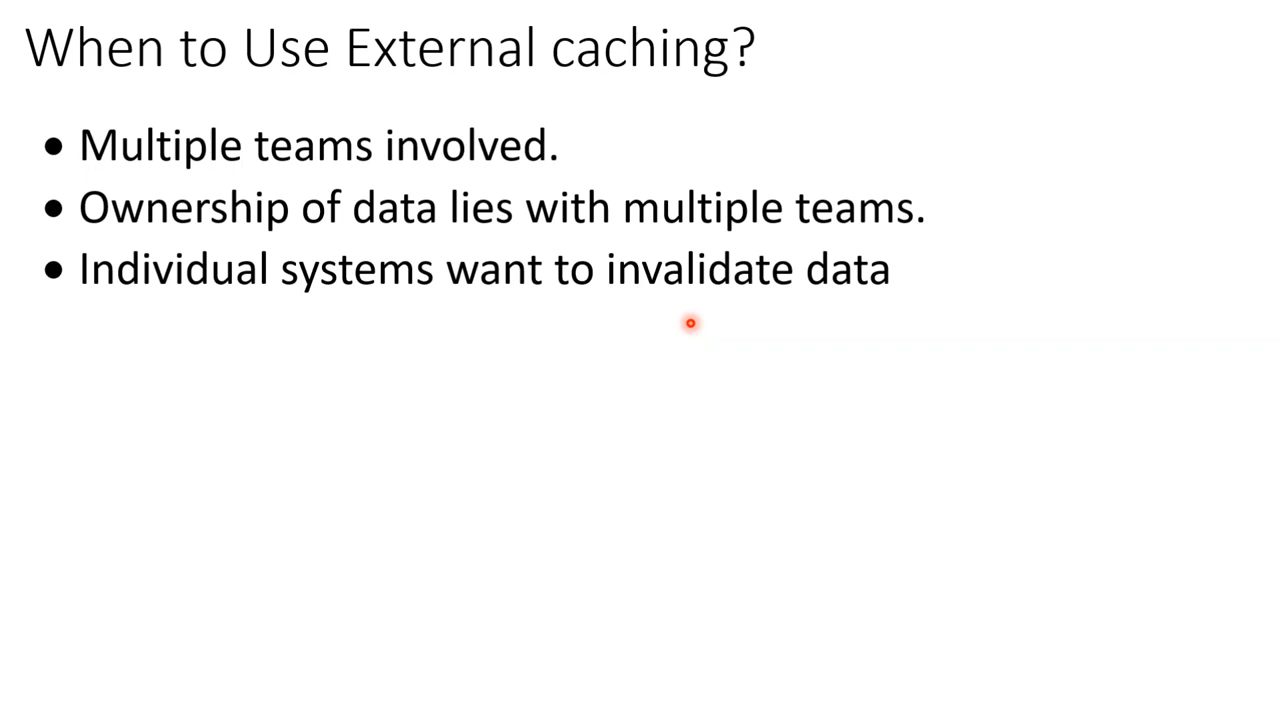 When to Use External caching?
• Multiple teams involved.
• Ownership of data lies with multiple teams.
• Individual systems want to invalidate data